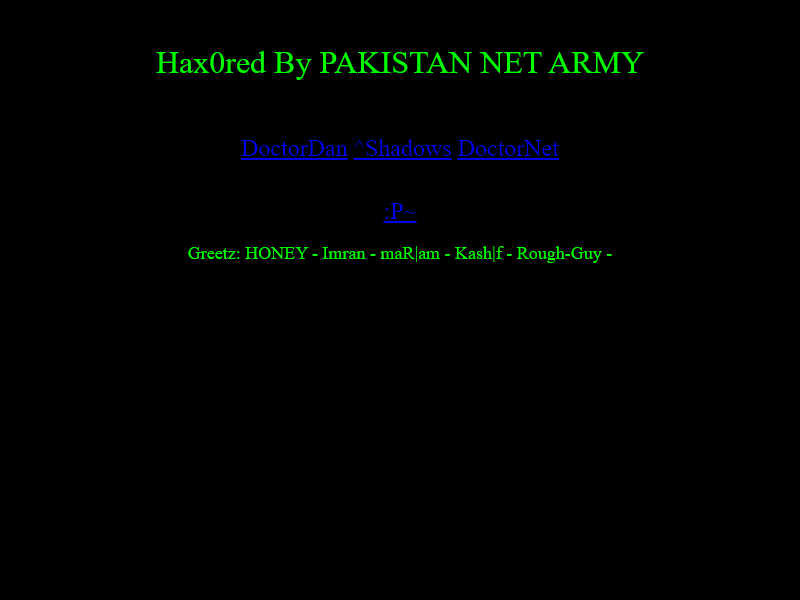 Hax0red By PAKISTAN NET ARMY
DoctorDan ^Shadows DoctorNet
:P~
Greetz: HONEY - Imran - maR|am - Kash|f - Rough-Guy -